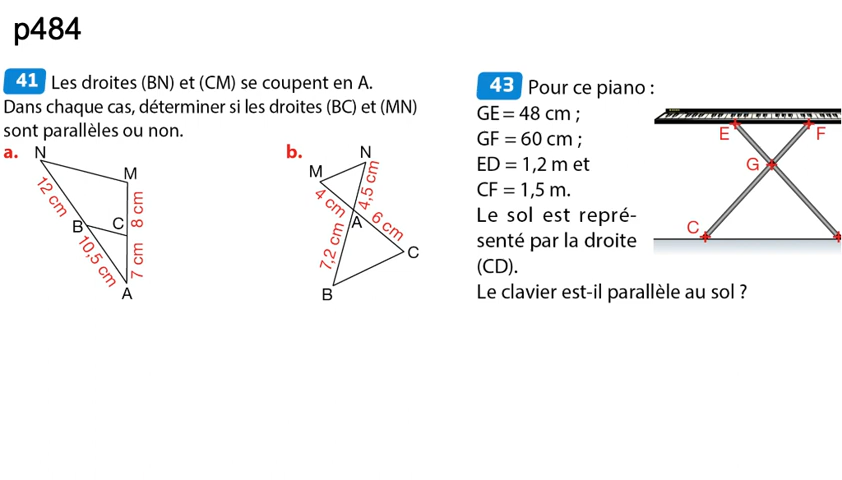 p484
41 Les droites (BN) et (CM) se coupent en A.
Dans chaque cas, déterminer si les droites (BC) et (MN)
sont parallèles ou non.
a.
N
M
12 cm
8 cm
B
C
10,5 cm
7 cm
A
b.
N
M
4,5 cm
4 cm
A
6 cm
7,2 cm
C
B
43 Pour ce piano :
GE = 48 cm ;
GF = 60 cm ;
ED = 1,2 m et
CF = 1,5 m.
Le sol est repré-
senté par la droite
(CD).
Le clavier est-il parallèle au sol ?
E
F
G
C